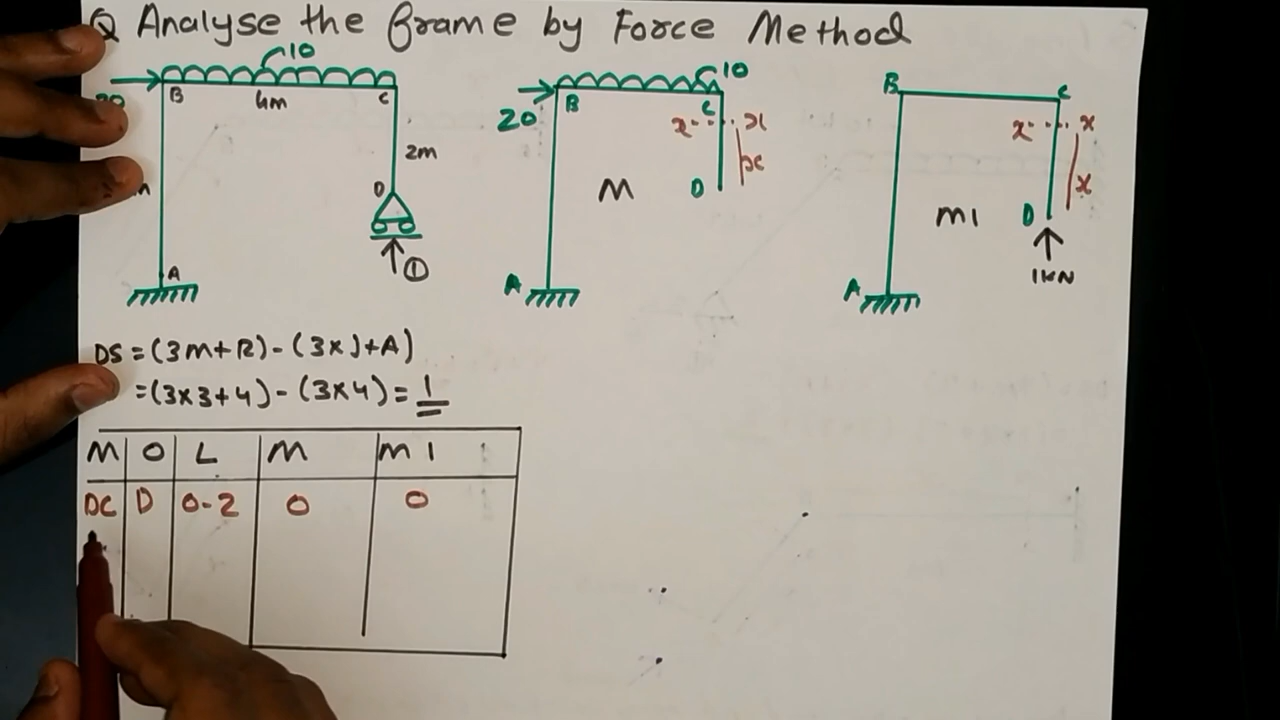 Q Analyse the frame by Force Method
10
B 4m C
2m
D
1
A
10
20 B C
x x
x
M D
A
B C
x x
x
m1 D
1kN
A
DS = (3m+R) - (3xJ+A)
= (3x3+4) - (3x4) = 1
M O L M m1
DC D 0-2 0 0